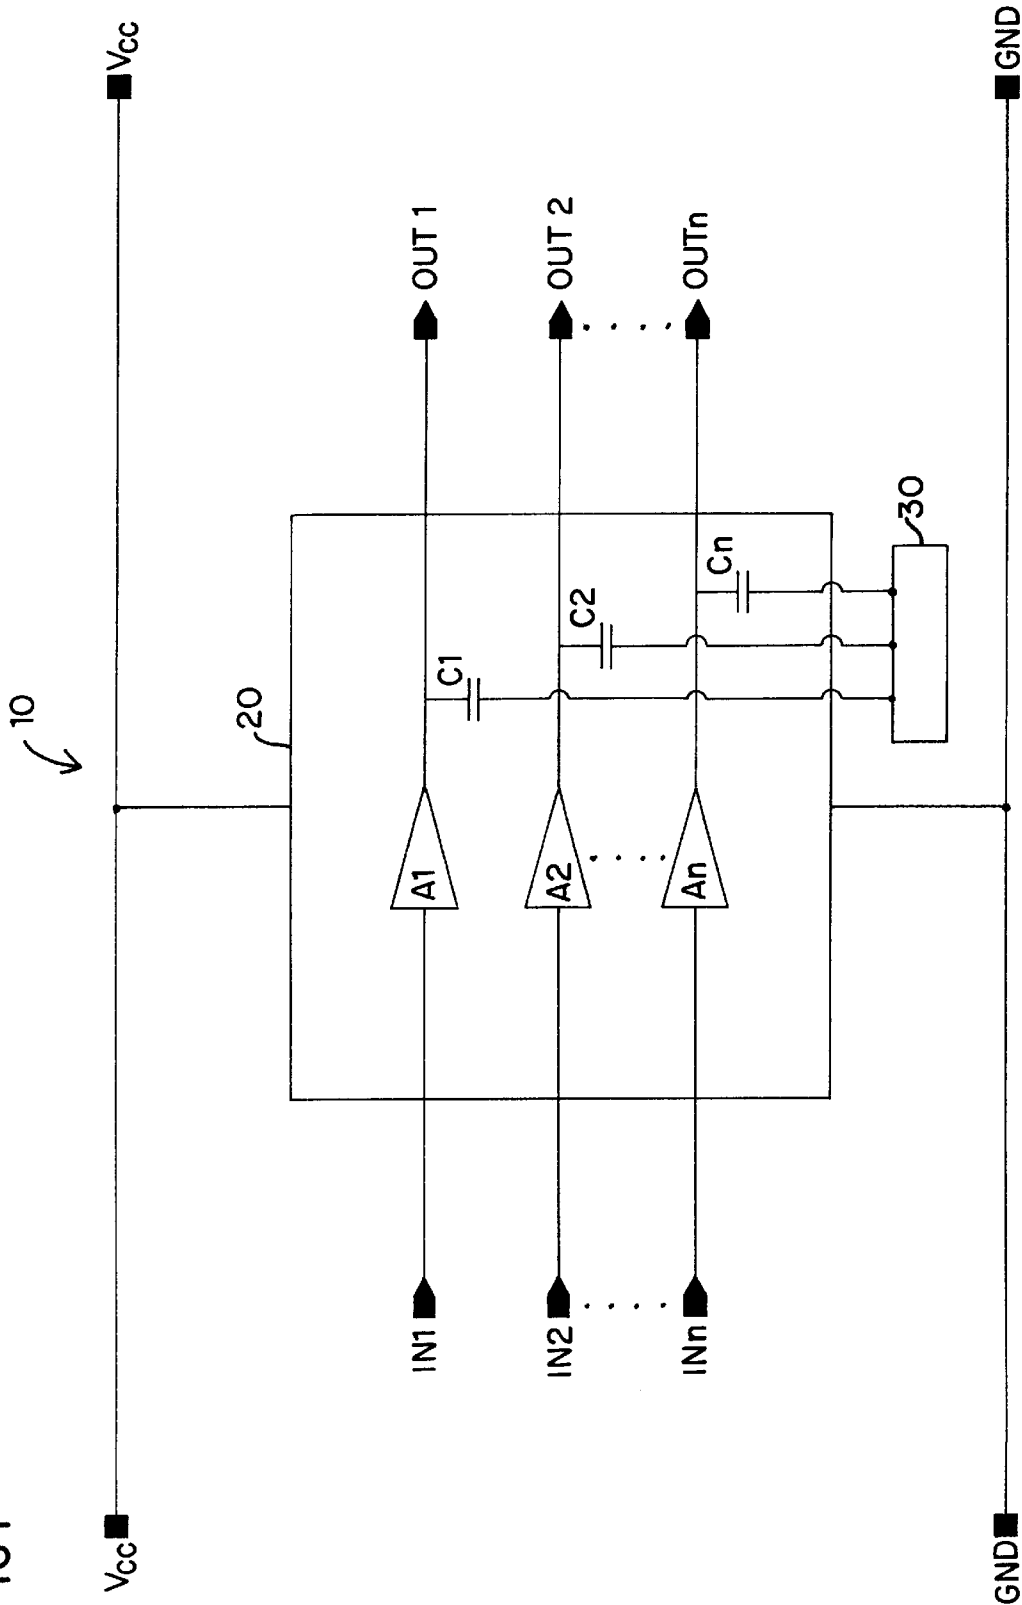 10
Vcc
Vcc
20
IN1
A1
C1
OUT 1
IN2
A2
C2
OUT 2
INn
An
Cn
OUTn
30
GND
GND